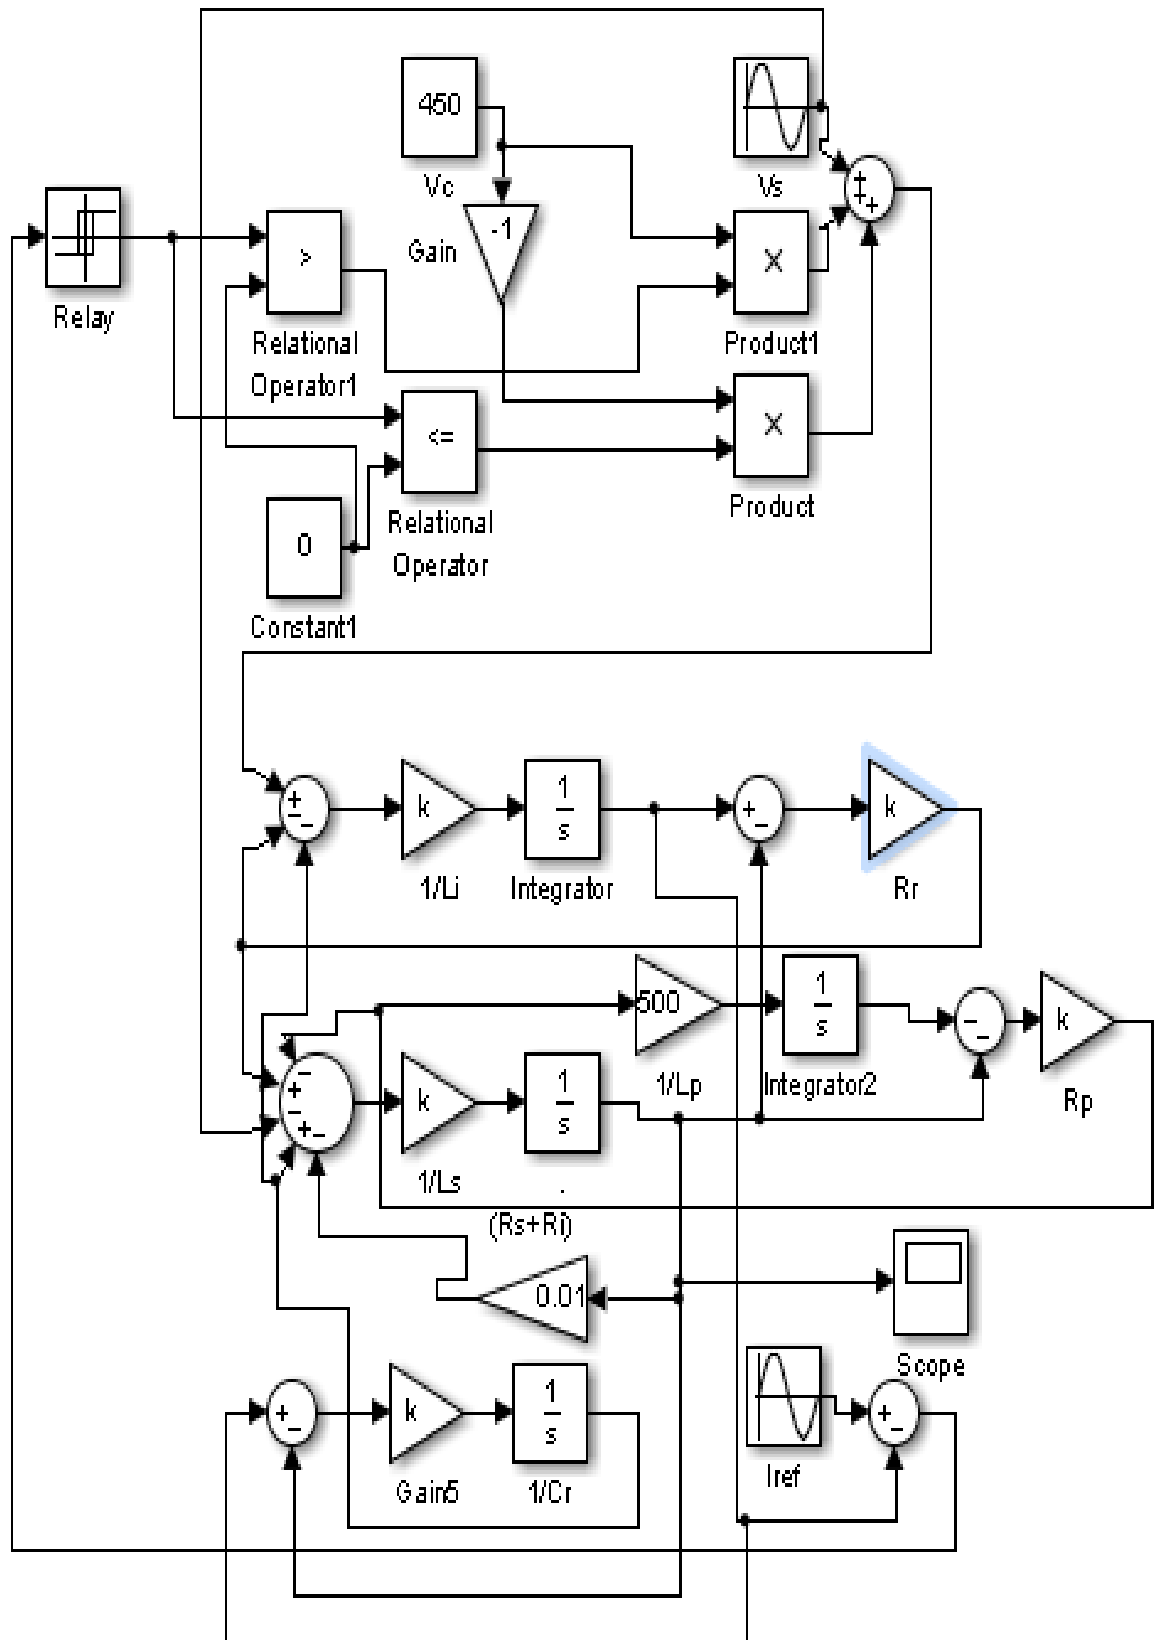 450
Vc
Vs
+
+
+
-1
Gain
Relay
>
Relational
Operator1
X
Product1
<=
Relational
Operator
X
Product
0
Constant1
+
−
−
k
1/Li
1
s
Integrator
+
−
k
Rr
500
1/Lp
1
s
Integrator2
−
−
k
Rp
−
+
−
+
−
k
1/Ls
1
s
.
(Rs+Ri)
0.01
Scope
+
−
k
Gain5
1
s
1/Cr
Iref
+
−